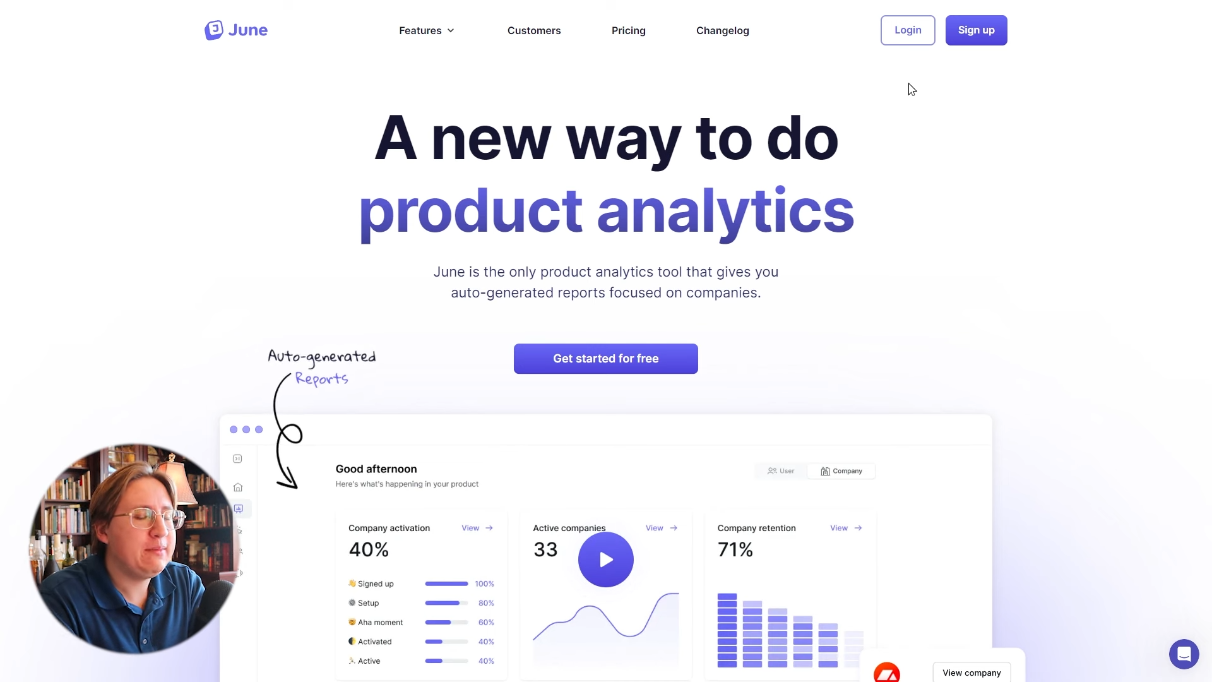 June
Features
Customers
Pricing
Changelog
Login
Sign up
A new way to do
product analytics
June is the only product analytics tool that gives you
auto-generated reports focused on companies.
Get started for free
Auto-generated
Reports
Good afternoon
Here's what's happening in your product
User
Company
Company activation
View
40%
Signed up
100%
Setup
80%
Aha moment
60%
Activated
40%
Active
40%
Active companies
View
33
Company retention
View
71%
View company